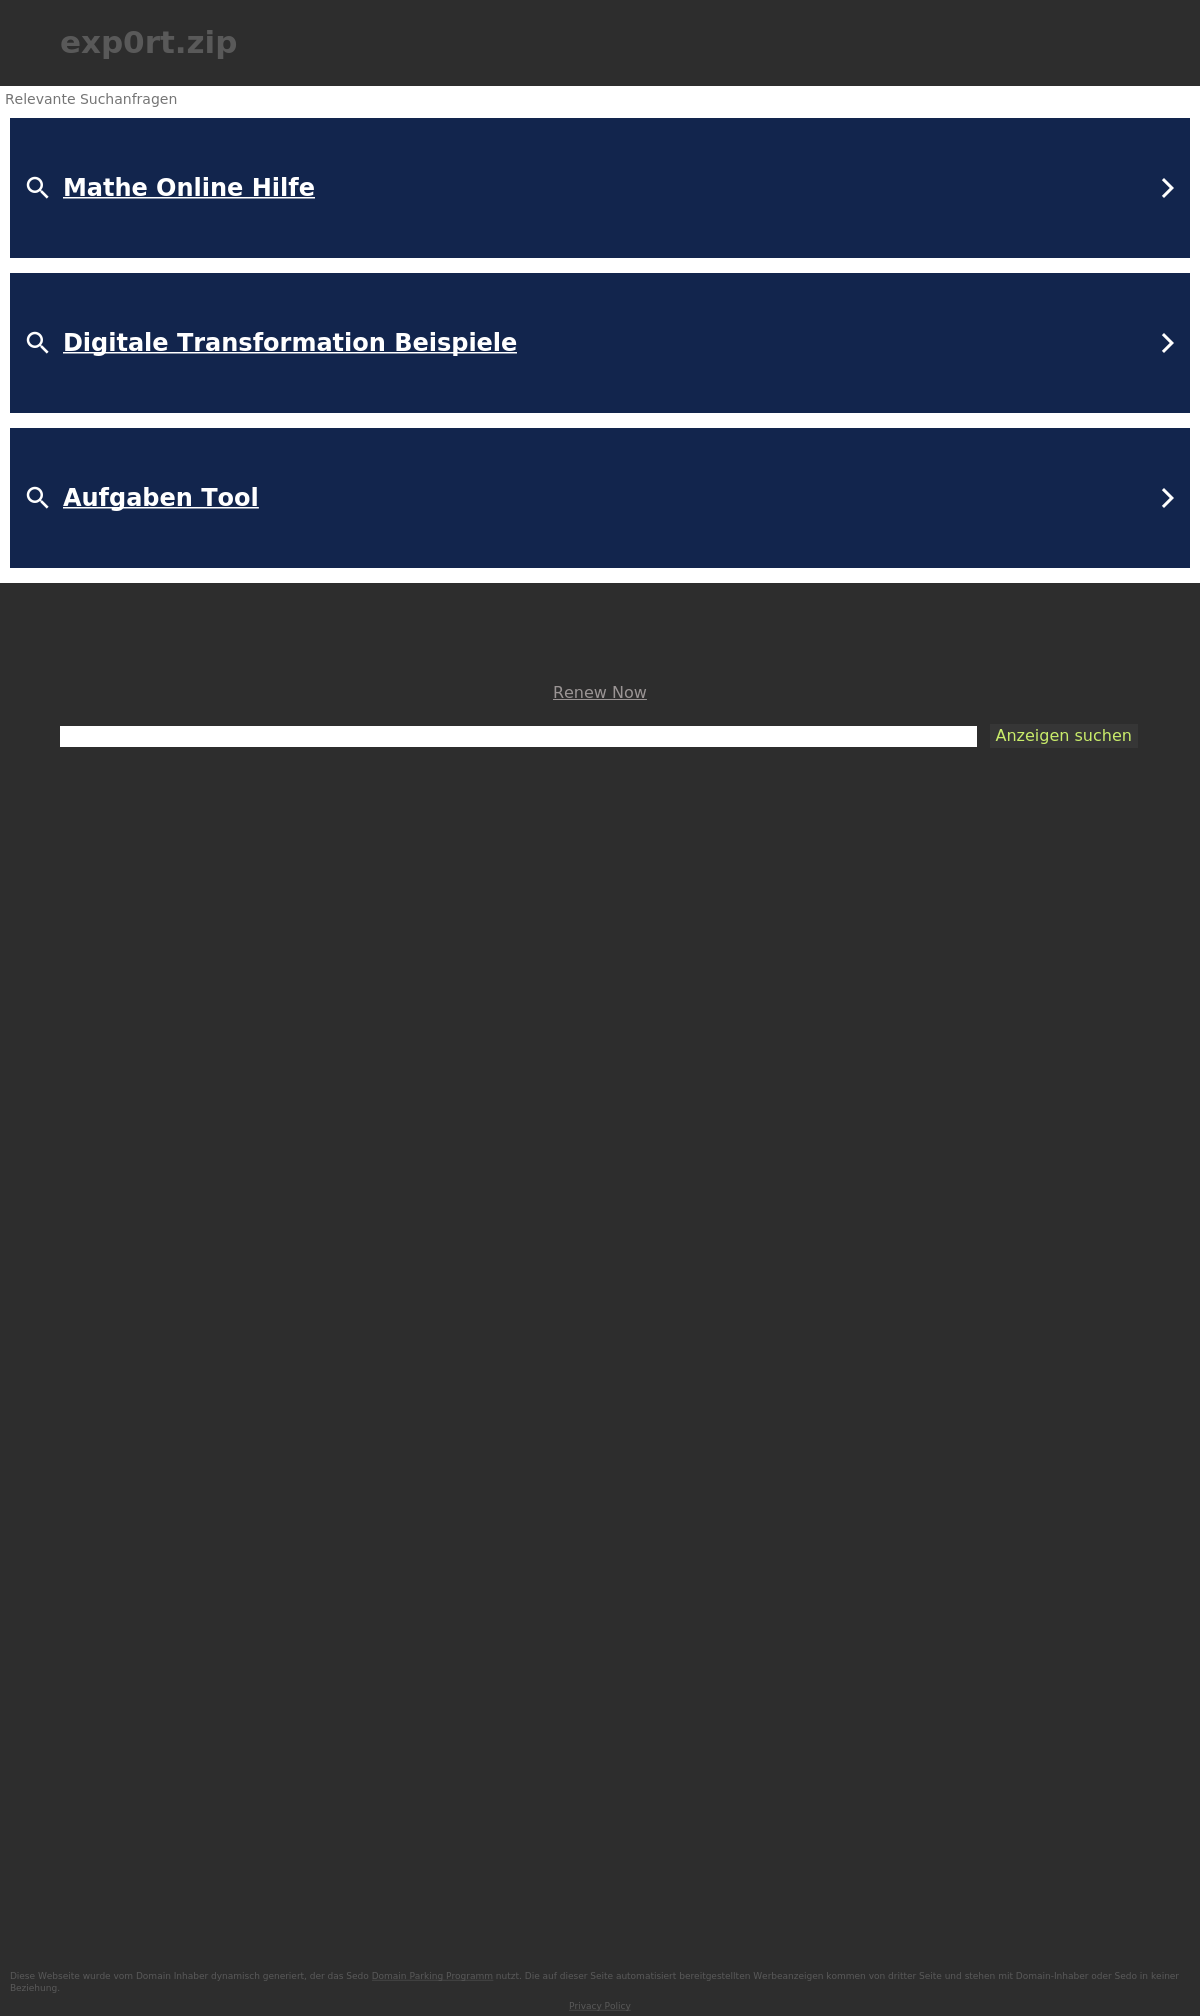 exp0rt.zip
Relevante Suchanfragen
Mathe Online Hilfe
Digitale Transformation Beispiele
Aufgaben Tool
Renew Now
Anzeigen suchen
Diese Webseite wurde vom Domain Inhaber dynamisch generiert, der das Sedo Domain Parking Programm nutzt. Die auf dieser Seite automatisiert bereitgestellten Werbeanzeigen kommen von dritter Seite und stehen mit Domain-Inhaber oder Sedo in keiner
Beziehung.
Privacy Policy